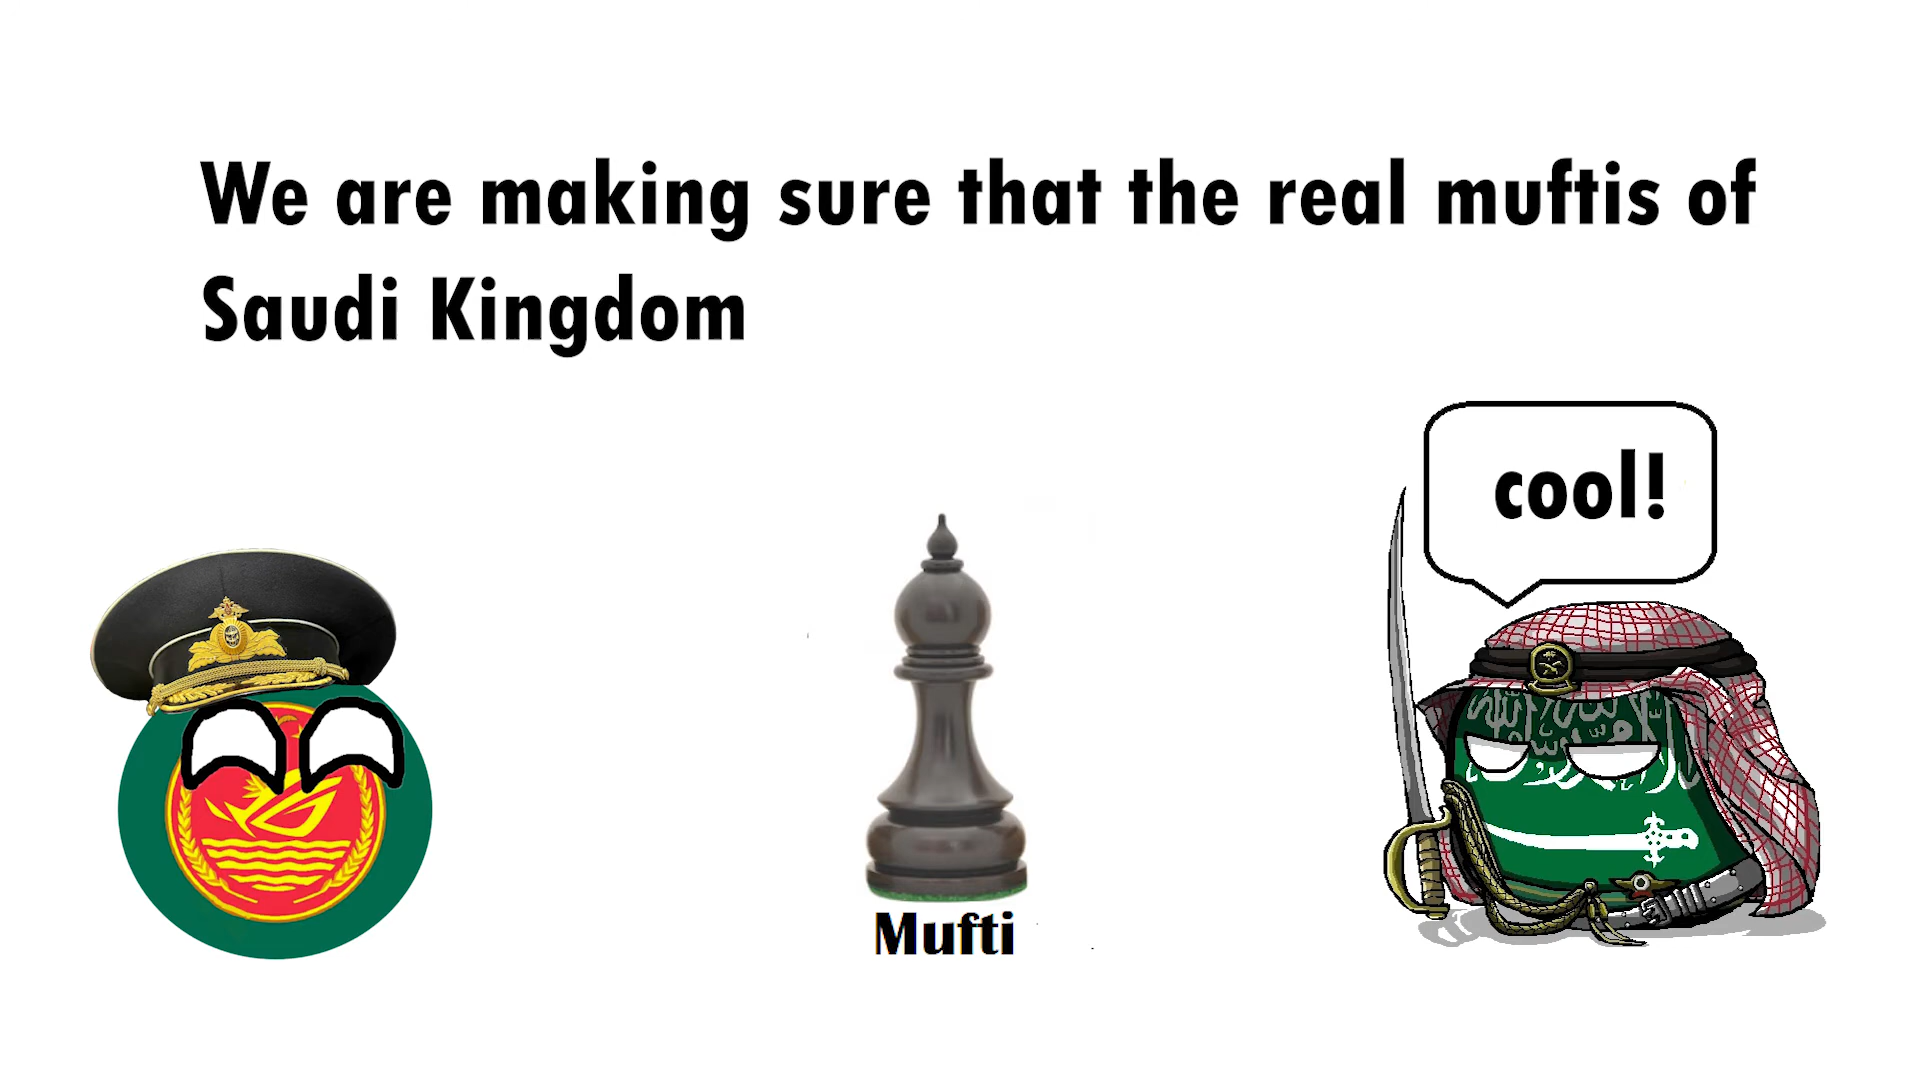 We are making sure that the real muftis of
Saudi Kingdom
cool!
Mufti